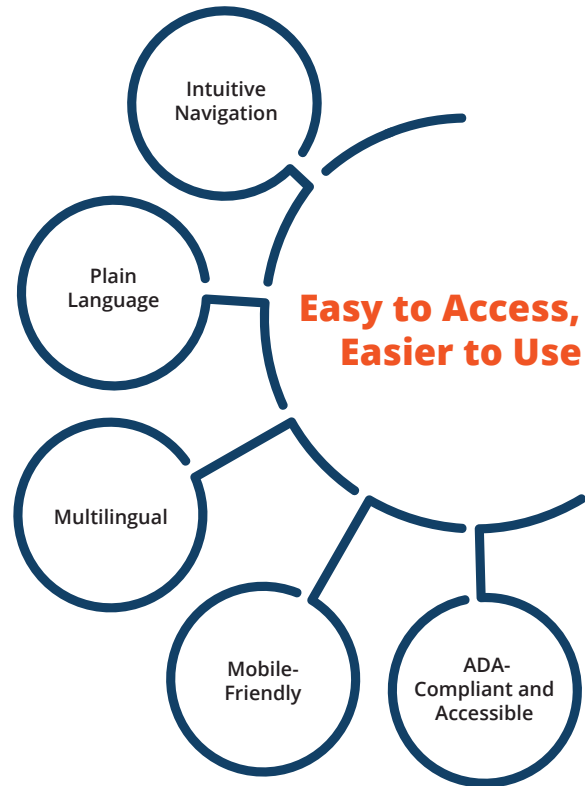 Intuitive
Navigation
Plain
Language
Easy to Access,
Easier to Use
Multilingual
Mobile-
Friendly
ADA-
Compliant and
Accessible